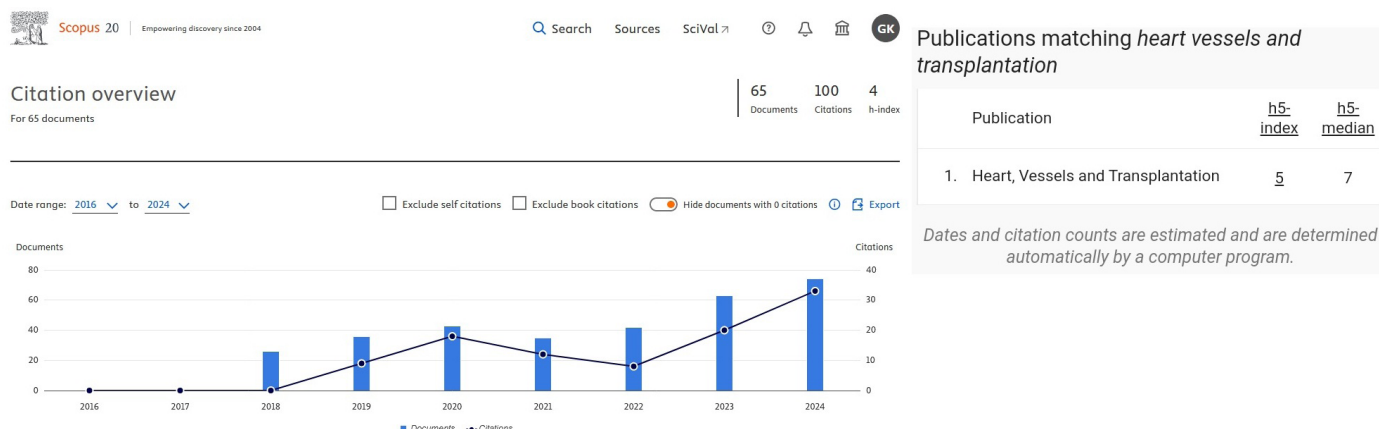 Scopus 20
Empowering discovery since 2004
Search Sources SciVal GK
Citation overview
For 65 documents
65 100 4
Documents Citations h-index
Date range: 2016 to 2024
Exclude self citations Exclude book citations Hide documents with 0 citations Export
Documents Citations
80 40
60 30
40 20
20 10
0 0
2016 2017 2018 2019 2020 2021 2022 2023 2024
Documents Citations
Publications matching heart vessels and
transplantation
Publication h5-index h5-median
1. Heart, Vessels and Transplantation 5 7
Dates and citation counts are estimated and are determined
automatically by a computer program.